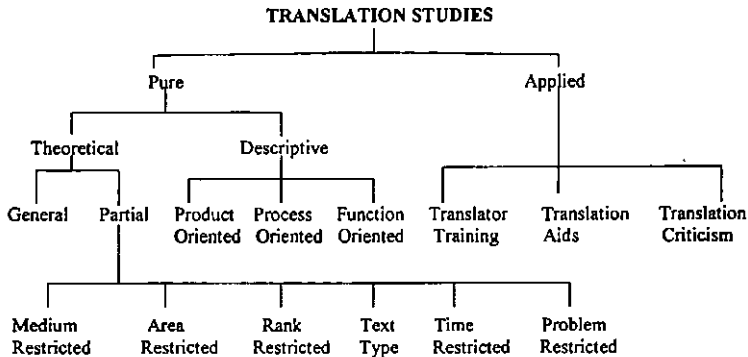 TRANSLATION STUDIES
Pure Applied
Theoretical Descriptive
General Partial Product Process Function Translator Translation Translation
Oriented Oriented Oriented Training Aids Criticism
Medium Area Rank Text Time Problem
Restricted Restricted Restricted Type Restricted Restricted